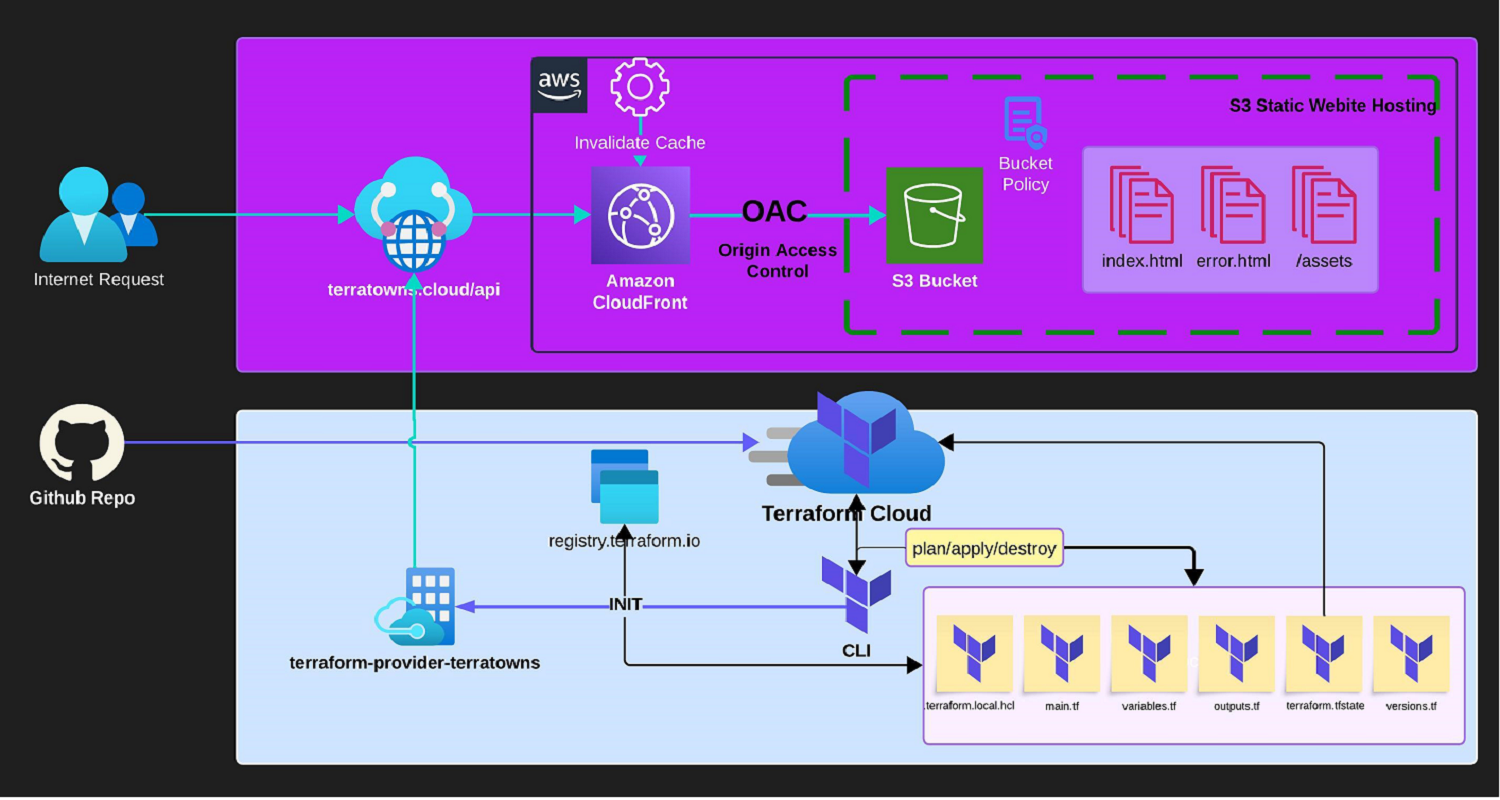 aws
Invalidate Cache
S3 Static Webite Hosting
Bucket
Policy
OAC
Origin Access
Control
Internet Request
terratowns.cloud/api
Amazon
CloudFront
S3 Bucket
index.html
error.html
/assets
Github Repo
Terraform Cloud
registry.terraform.io
plan/apply/destroy
INIT
CLI
terraform-provider-terratowns
.terraform.local.hcl
main.tf
variables.tf
outputs.tf
terraform.tfstate
versions.tf